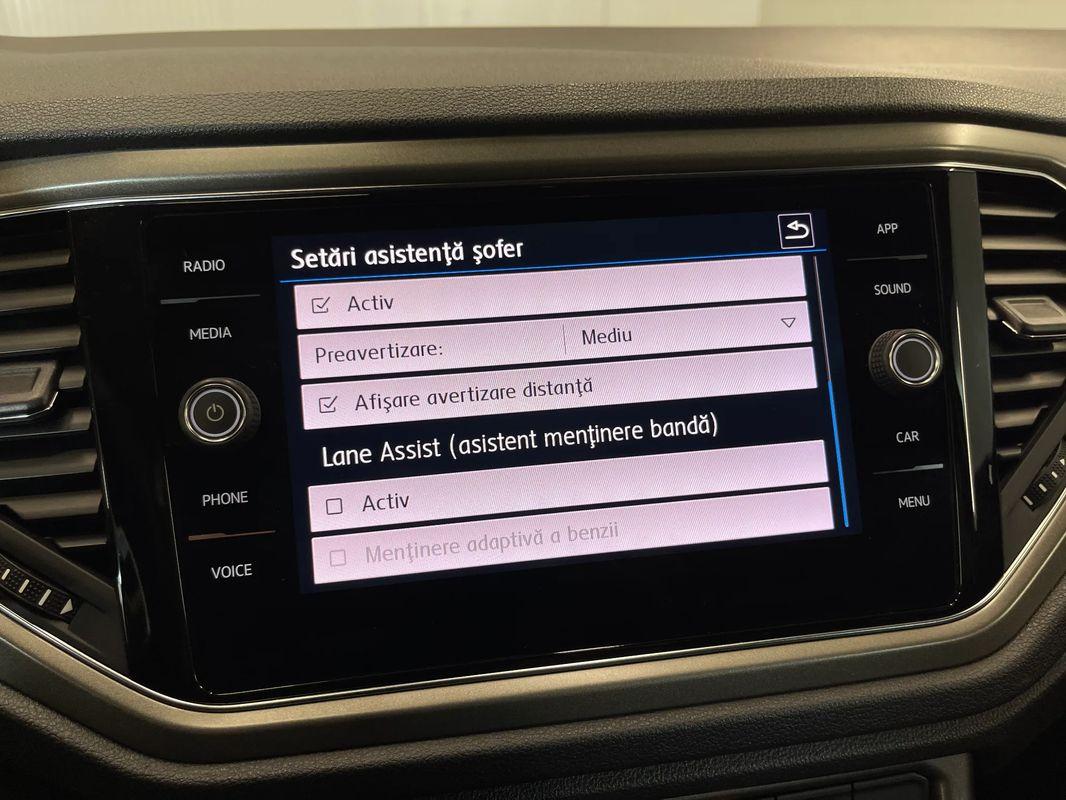 RADIO
MEDIA
PHONE
VOICE
Setări asistenţă şofer
Activ
Preavertizare: Mediu
Afişare avertizare distanţă
Lane Assist (asistent menţinere bandă)
Activ
Menţinere adaptivă a benzii
APP
SOUND
CAR
MENU